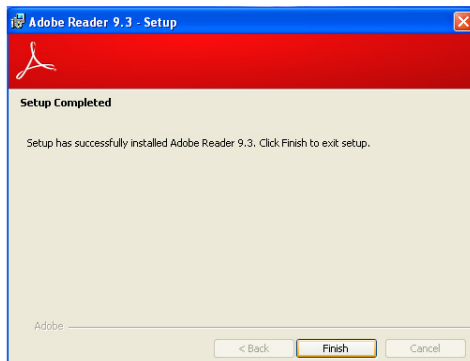 Adobe Reader 9.3 - Setup
Setup Completed
Setup has successfully installed Adobe Reader 9.3. Click Finish to exit setup.
Adobe
< Back Finish Cancel